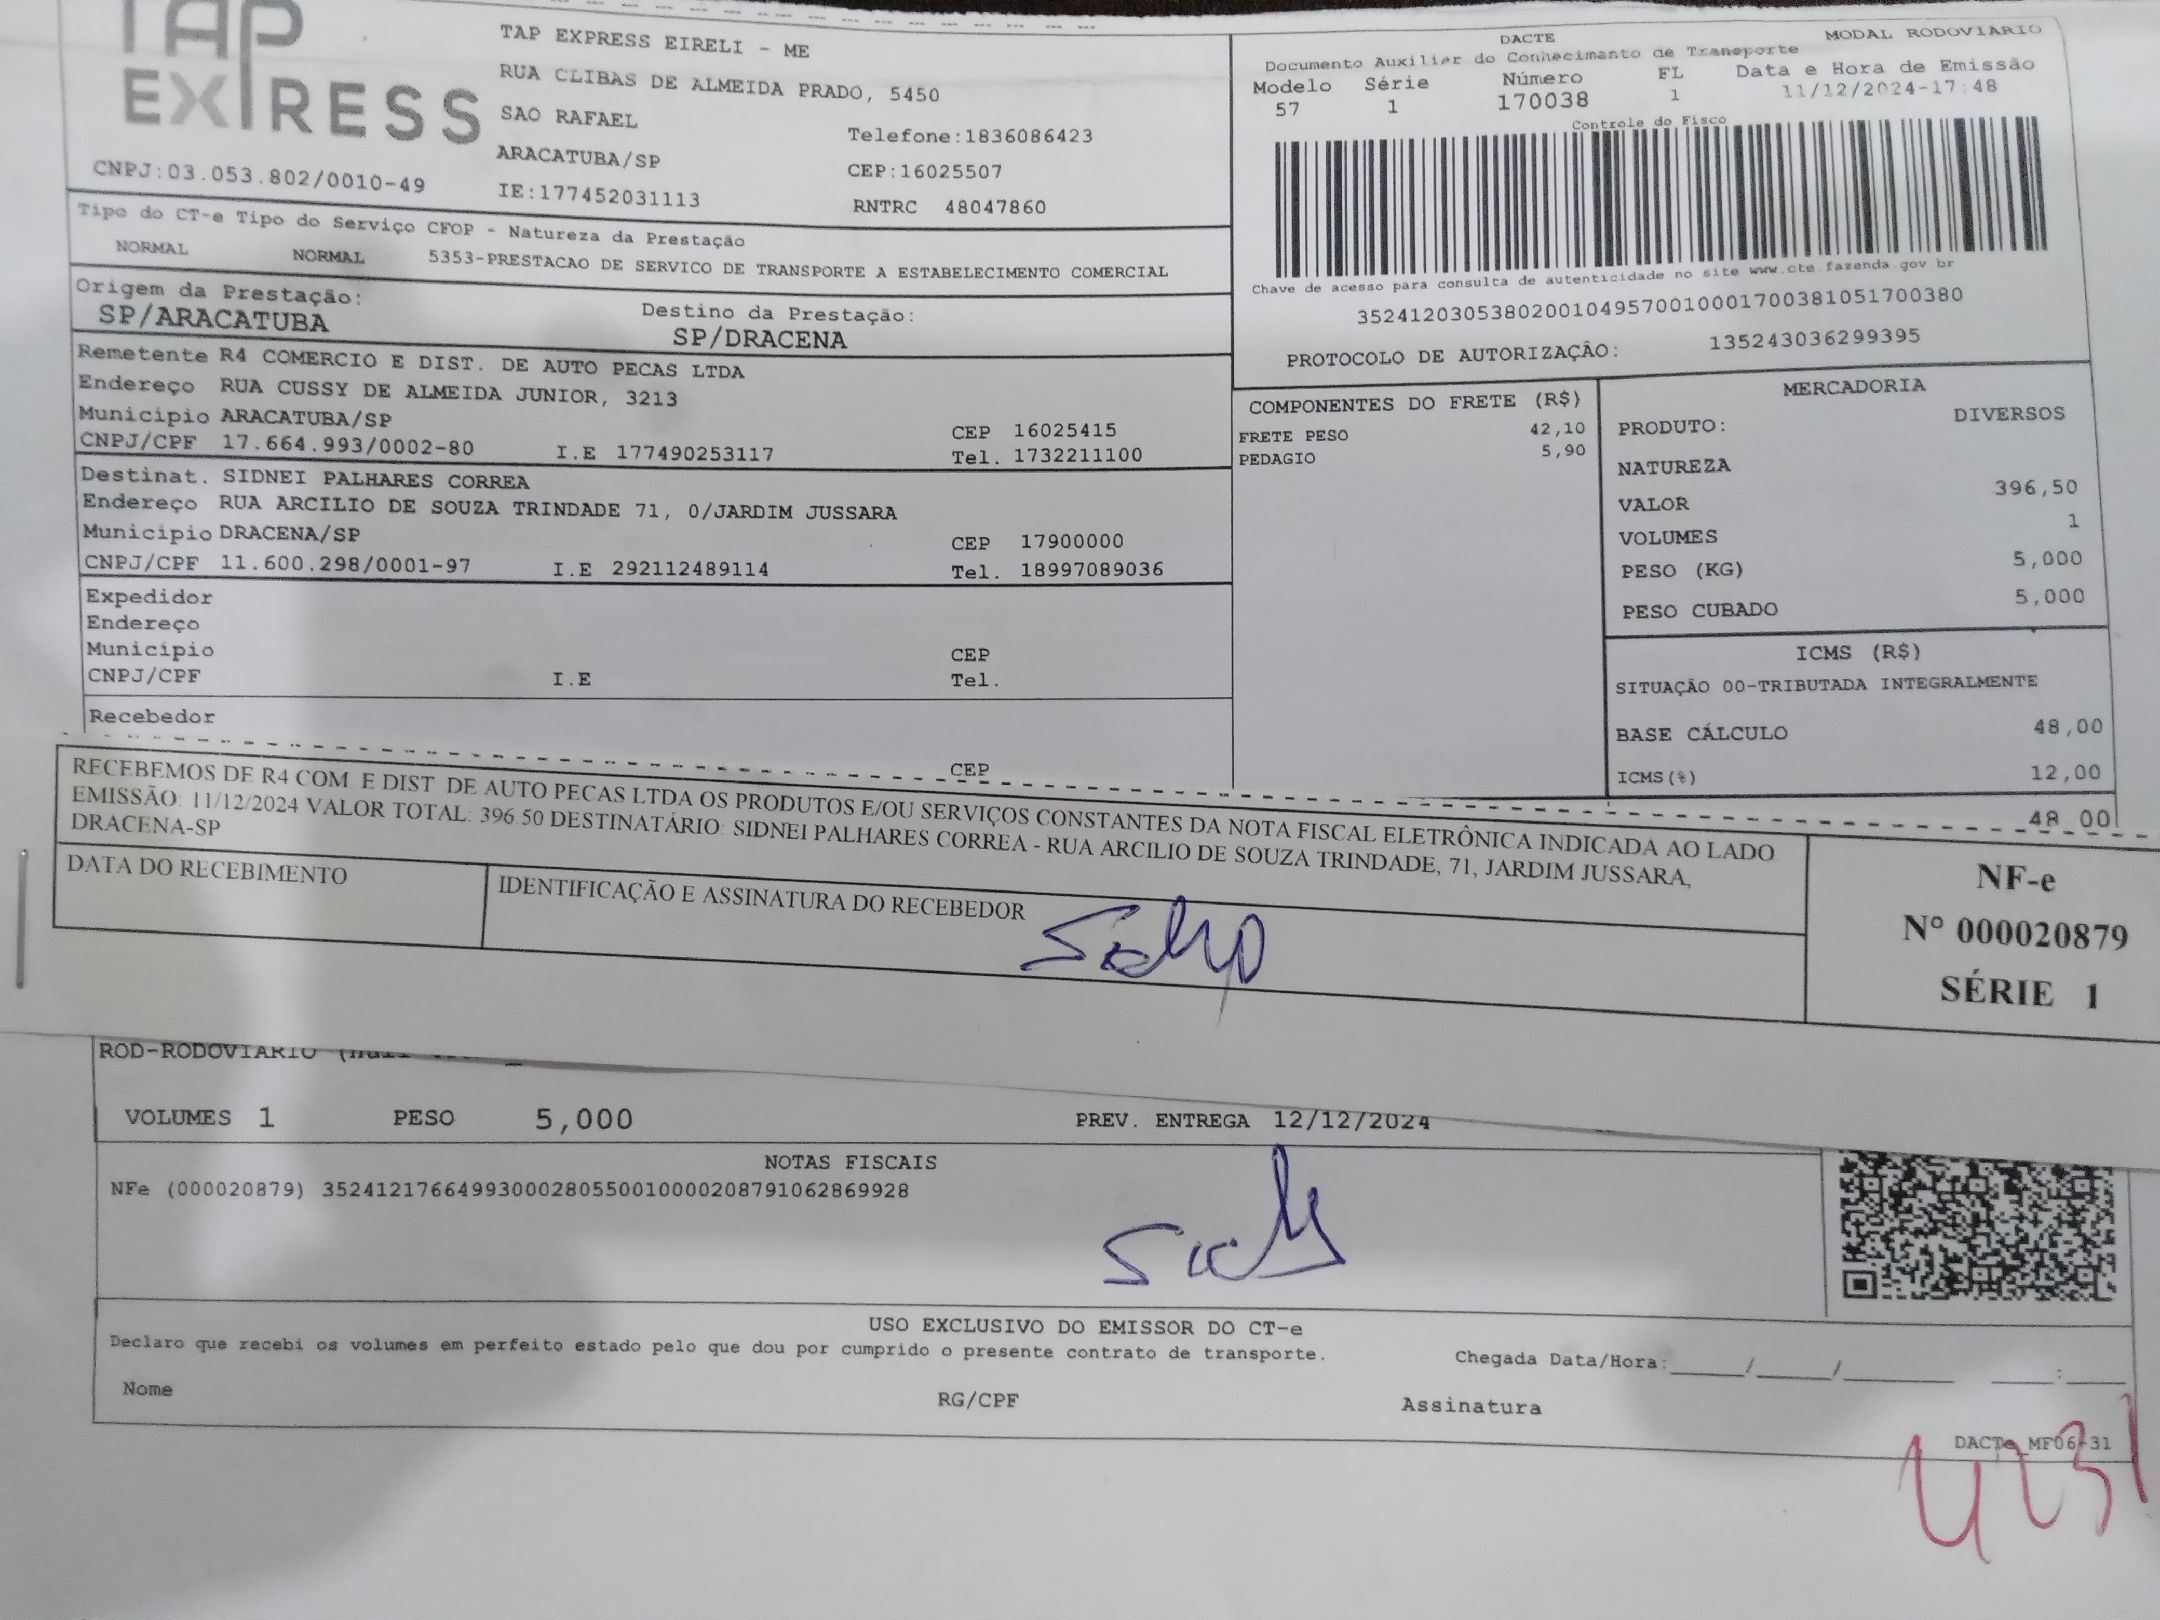 TAP
EXPRESS
CNPJ:03.053.802/0010-49
TAP EXPRESS EIRELI - ME
RUA CLIBAS DE ALMEIDA PRADO, 5450
SAO RAFAEL
Telefone:1836086423
ARACATUBA/SP
CEP:16025507
IE:177452031113
RNTRC 48047860
DACTE
MODAL RODOVIARIO
Documento Auxiliar do Conhecimento de Transporte
Modelo Série Número FL Data e Hora de Emissão
57 1 170038 1 11/12/2024-17:48
Controle do Fisco
Chave de acesso para consulta de autenticidade no site www.cte.fazenda.gov.br
35241203053802001049570010001700381051700380
PROTOCOLO DE AUTORIZAÇÃO: 135243036299395
Tipo do CT-e Tipo do Serviço CFOP - Natureza da Prestação
NORMAL NORMAL 5353-PRESTACAO DE SERVICO DE TRANSPORTE A ESTABELECIMENTO COMERCIAL
Origem da Prestação: Destino da Prestação:
SP/ARACATUBA SP/DRACENA
Remetente R4 COMERCIO E DIST. DE AUTO PECAS LTDA
Endereço RUA CUSSY DE ALMEIDA JUNIOR, 3213
Município ARACATUBA/SP CEP 16025415
CNPJ/CPF 17.664.993/0002-80 I.E 177490253117 Tel. 1732211100
Destinat. SIDNEI PALHARES CORREA
Endereço RUA ARCILIO DE SOUZA TRINDADE 71, 0/JARDIM JUSSARA
Município DRACENA/SP CEP 17900000
CNPJ/CPF 11.600.298/0001-97 I.E 292112489114 Tel. 18997089036
Expedidor
Endereço
Município CEP
CNPJ/CPF I.E Tel.
Recebedor
CEP
COMPONENTES DO FRETE (R$)
FRETE PESO 42,10
PEDAGIO 5,90
MERCADORIA
PRODUTO: DIVERSOS
NATUREZA
VALOR 396,50
VOLUMES 1
PESO (KG) 5,000
PESO CUBADO 5,000
ICMS (R$)
SITUAÇÃO 00-TRIBUTADA INTEGRALMENTE
BASE CÁLCULO 48,00
ICMS(%) 12,00
48,00
RECEBEMOS DE R4 COM. E DIST. DE AUTO PECAS LTDA OS PRODUTOS E/OU SERVIÇOS CONSTANTES DA NOTA FISCAL ELETRÔNICA INDICADA AO LADO
EMISSÃO: 11/12/2024 VALOR TOTAL: 396.50 DESTINATÁRIO: SIDNEI PALHARES CORREA - RUA ARCILIO DE SOUZA TRINDADE, 71, JARDIM JUSSARA,
DRACENA-SP
DATA DO RECEBIMENTO
IDENTIFICAÇÃO E ASSINATURA DO RECEBEDOR
NF-e
Nº 000020879
SÉRIE 1
ROD-RODOVIARIO
VOLUMES 1 PESO 5,000 PREV. ENTREGA 12/12/2024
NOTAS FISCAIS
NFe (000020879) 35241217664993000280550010000208791062869928
USO EXCLUSIVO DO EMISSOR DO CT-e
Declaro que recebi os volumes em perfeito estado pelo que dou por cumprido o presente contrato de transporte.
Chegada Data/Hora:_____/_____/_______ ____:____
Nome RG/CPF Assinatura
DACTe_MF06-31